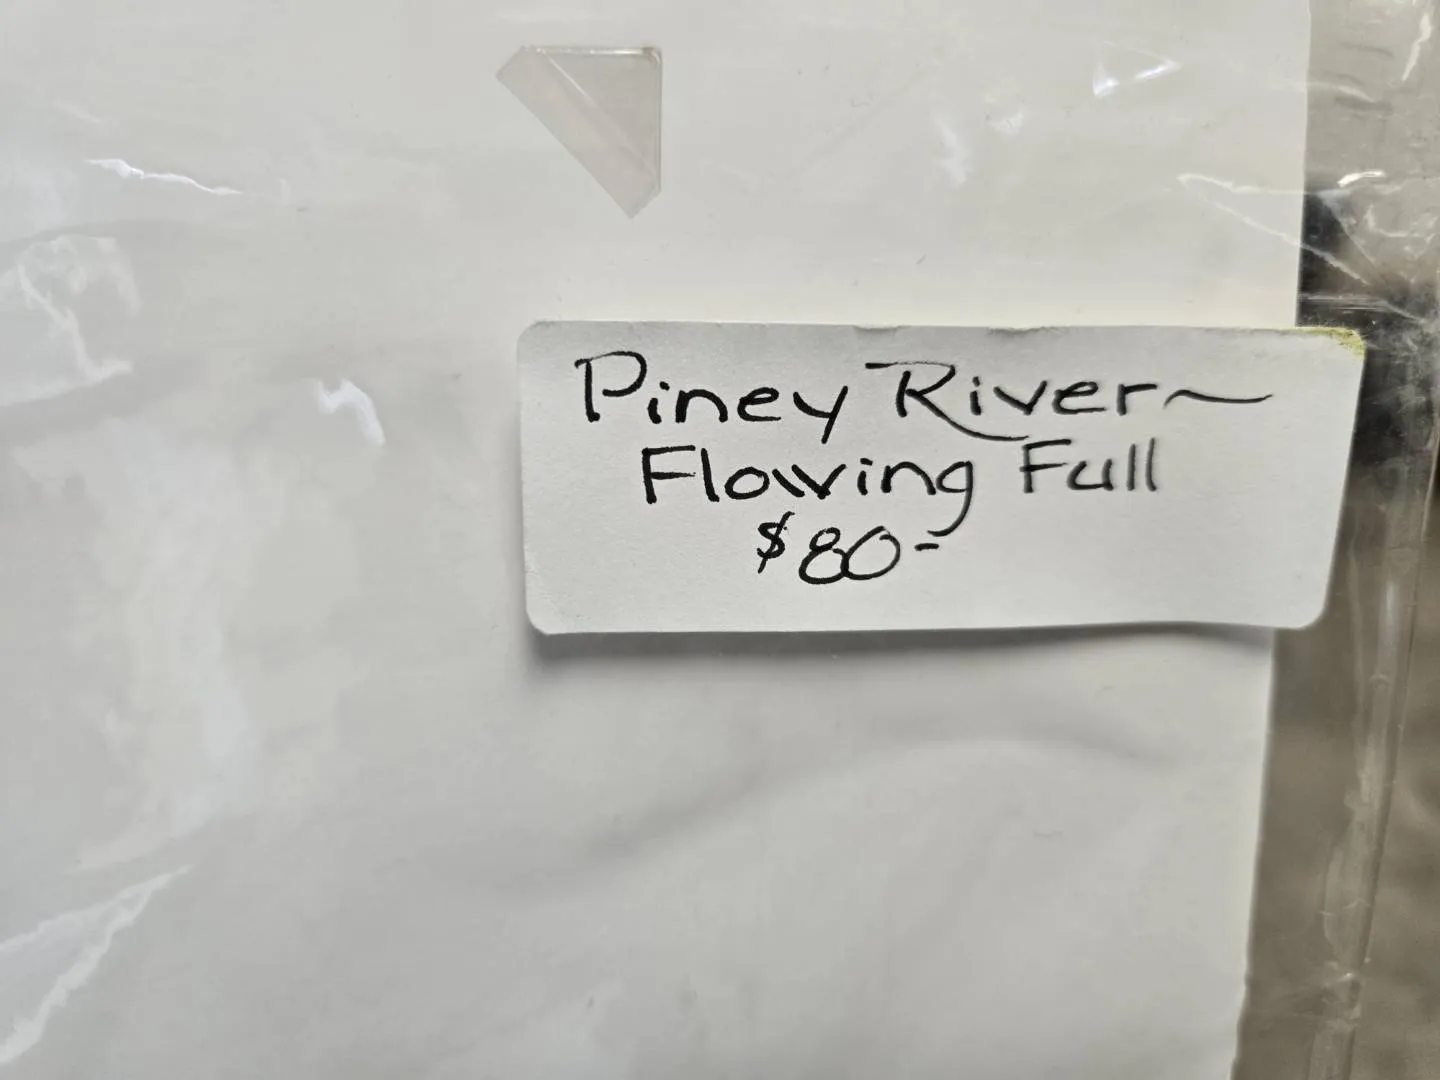 Piney River~
Flowing Full
$80-